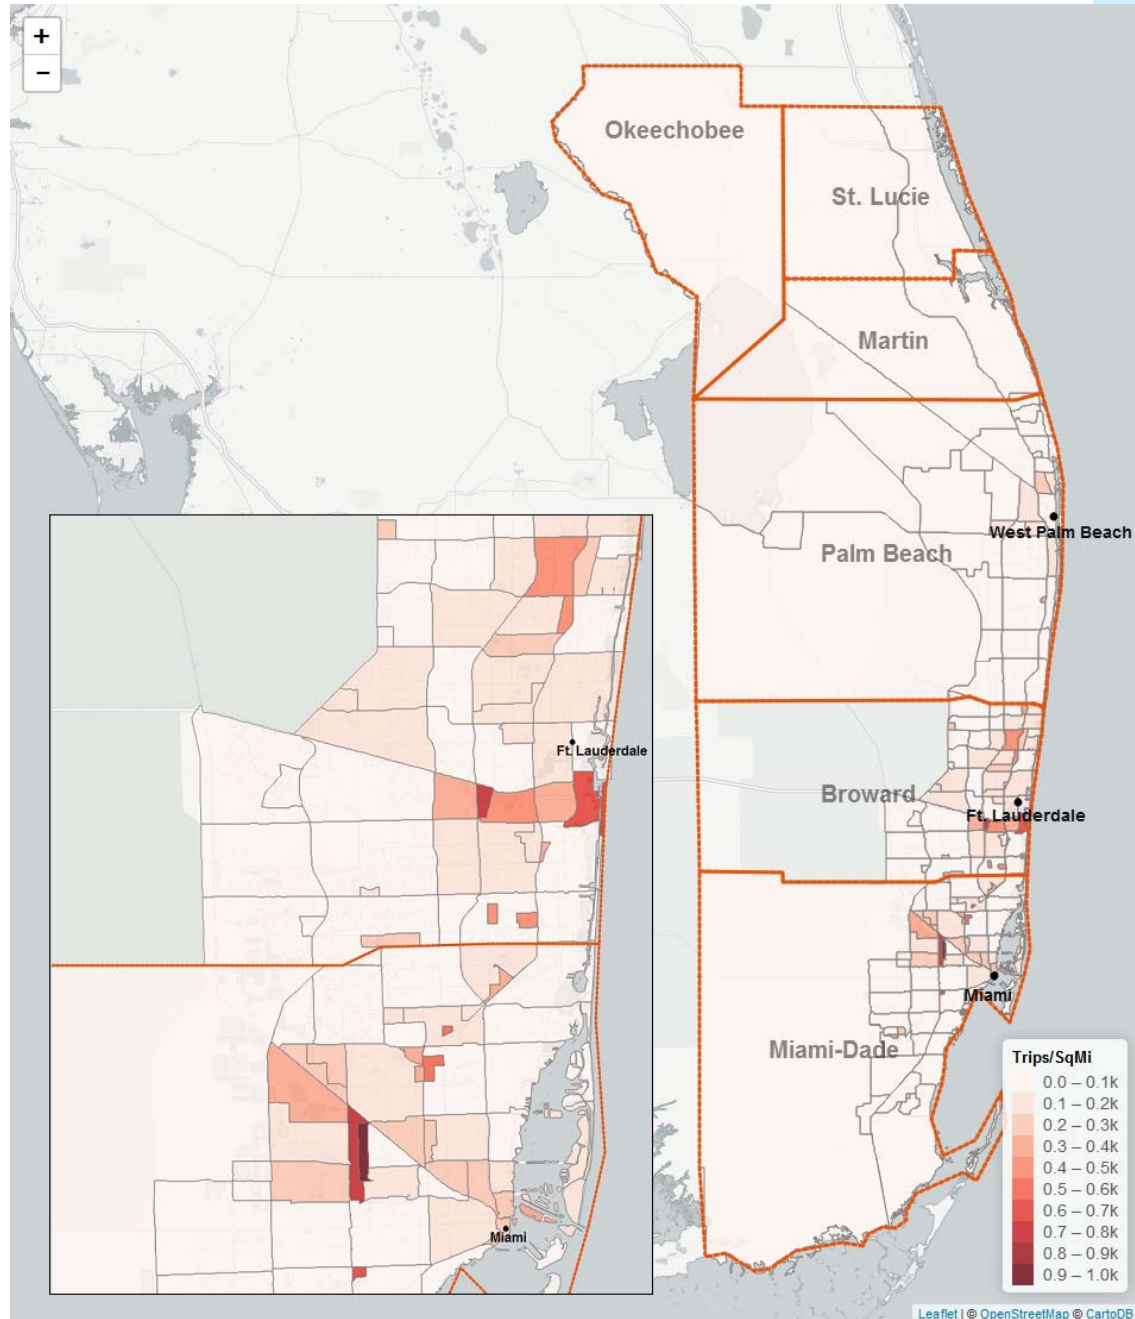 +
−
Okeechobee
St. Lucie
Martin
West Palm Beach
Palm Beach
Ft. Lauderdale
Broward
Ft. Lauderdale
Miami
Miami-Dade
Miami
Trips/SqMi
0.0 – 0.1k
0.1 – 0.2k
0.2 – 0.3k
0.3 – 0.4k
0.4 – 0.5k
0.5 – 0.6k
0.6 – 0.7k
0.7 – 0.8k
0.8 – 0.9k
0.9 – 1.0k
Leaflet | © OpenStreetMap © CartoDB